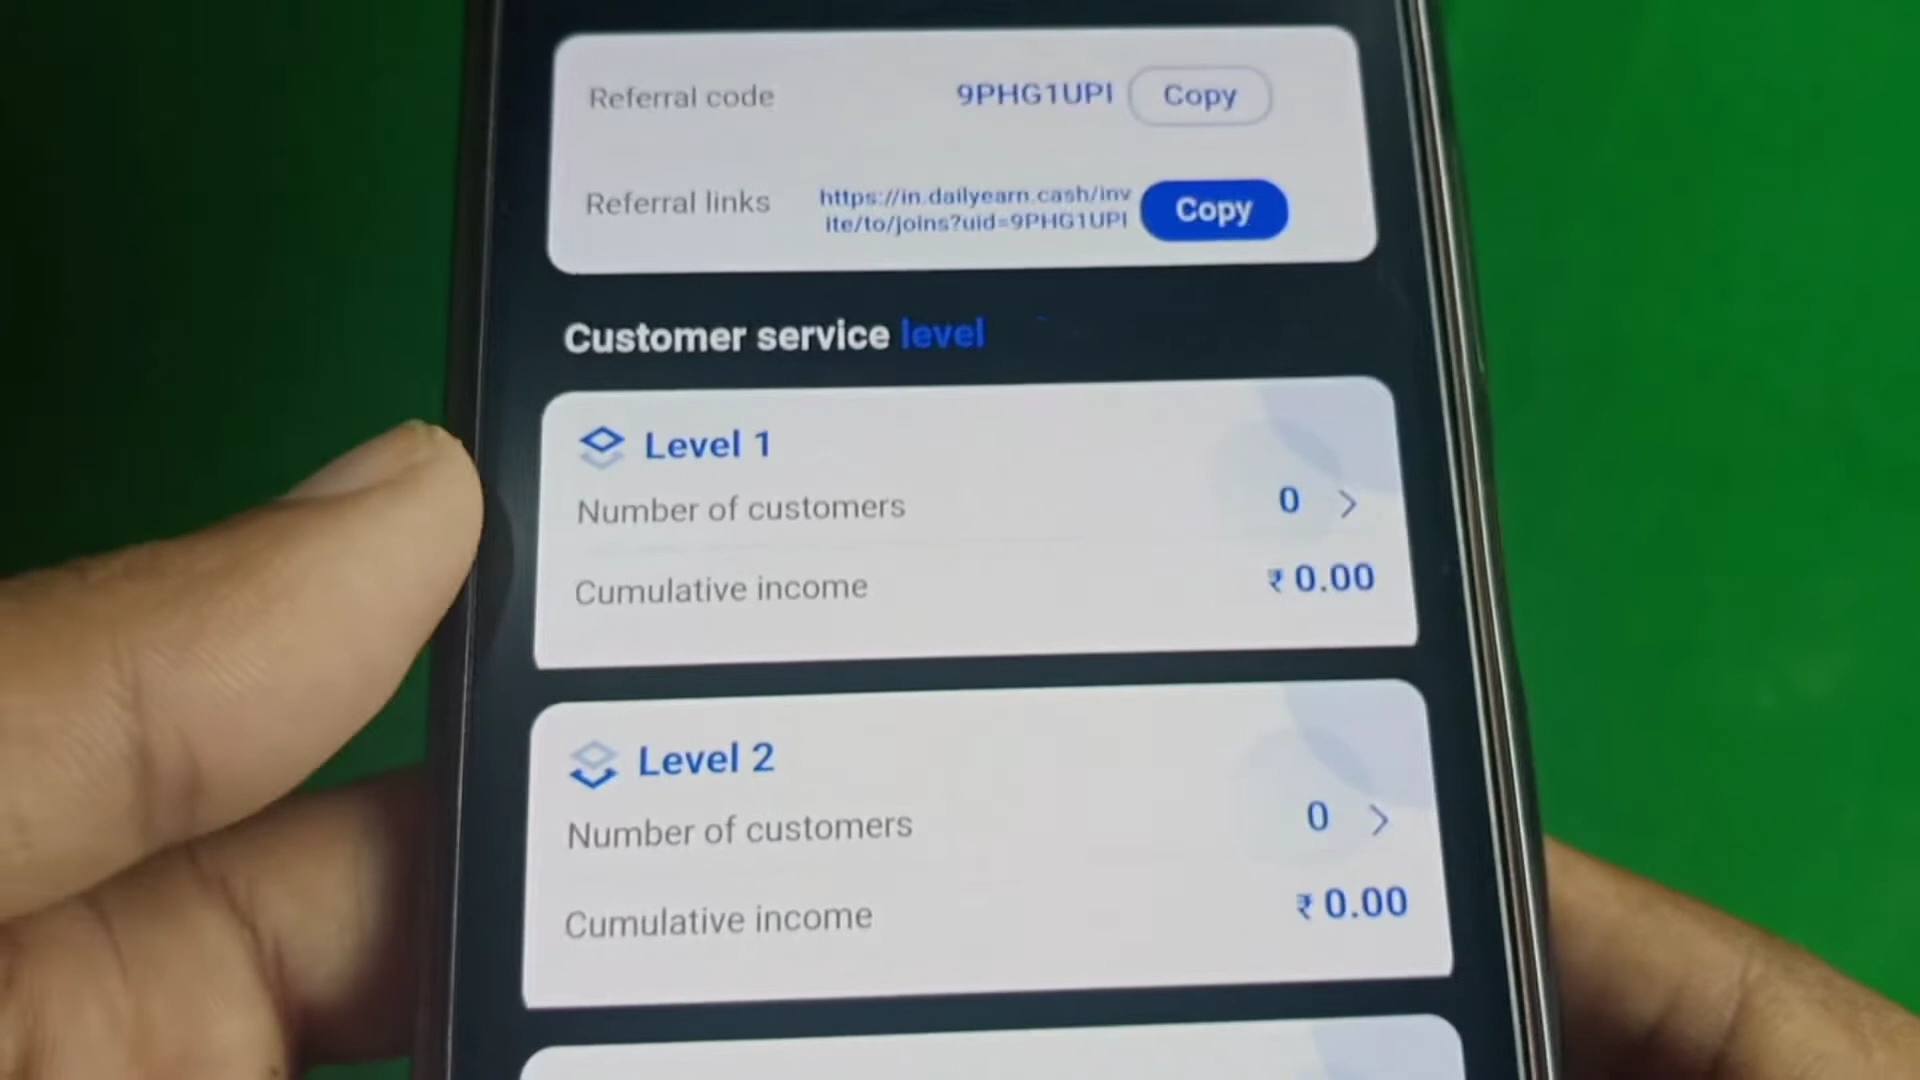 Referral code 9PHG1UPI Copy
Referral links https://in.dailyearn.cash/inv
ite/to/joins?uid=9PHG1UPI Copy
Customer service level
Level 1
Number of customers 0
Cumulative income ₹ 0.00
Level 2
Number of customers 0
Cumulative income ₹ 0.00